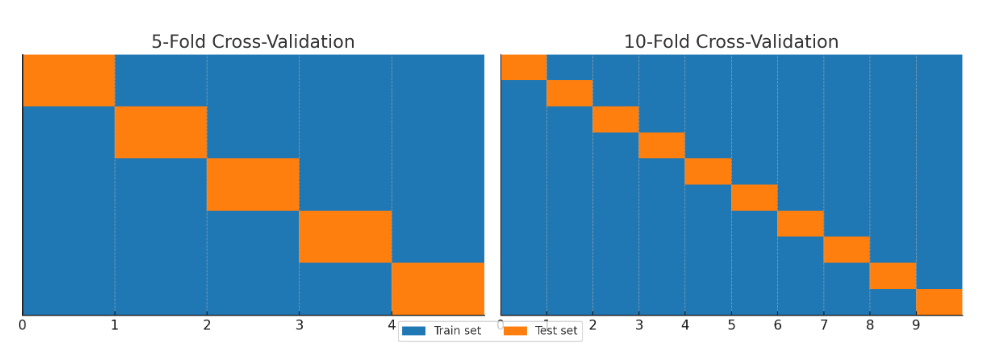 5-Fold Cross-Validation
0 1 2 3 4
10-Fold Cross-Validation
0 1 2 3 4 5 6 7 8 9
Train set
Test set